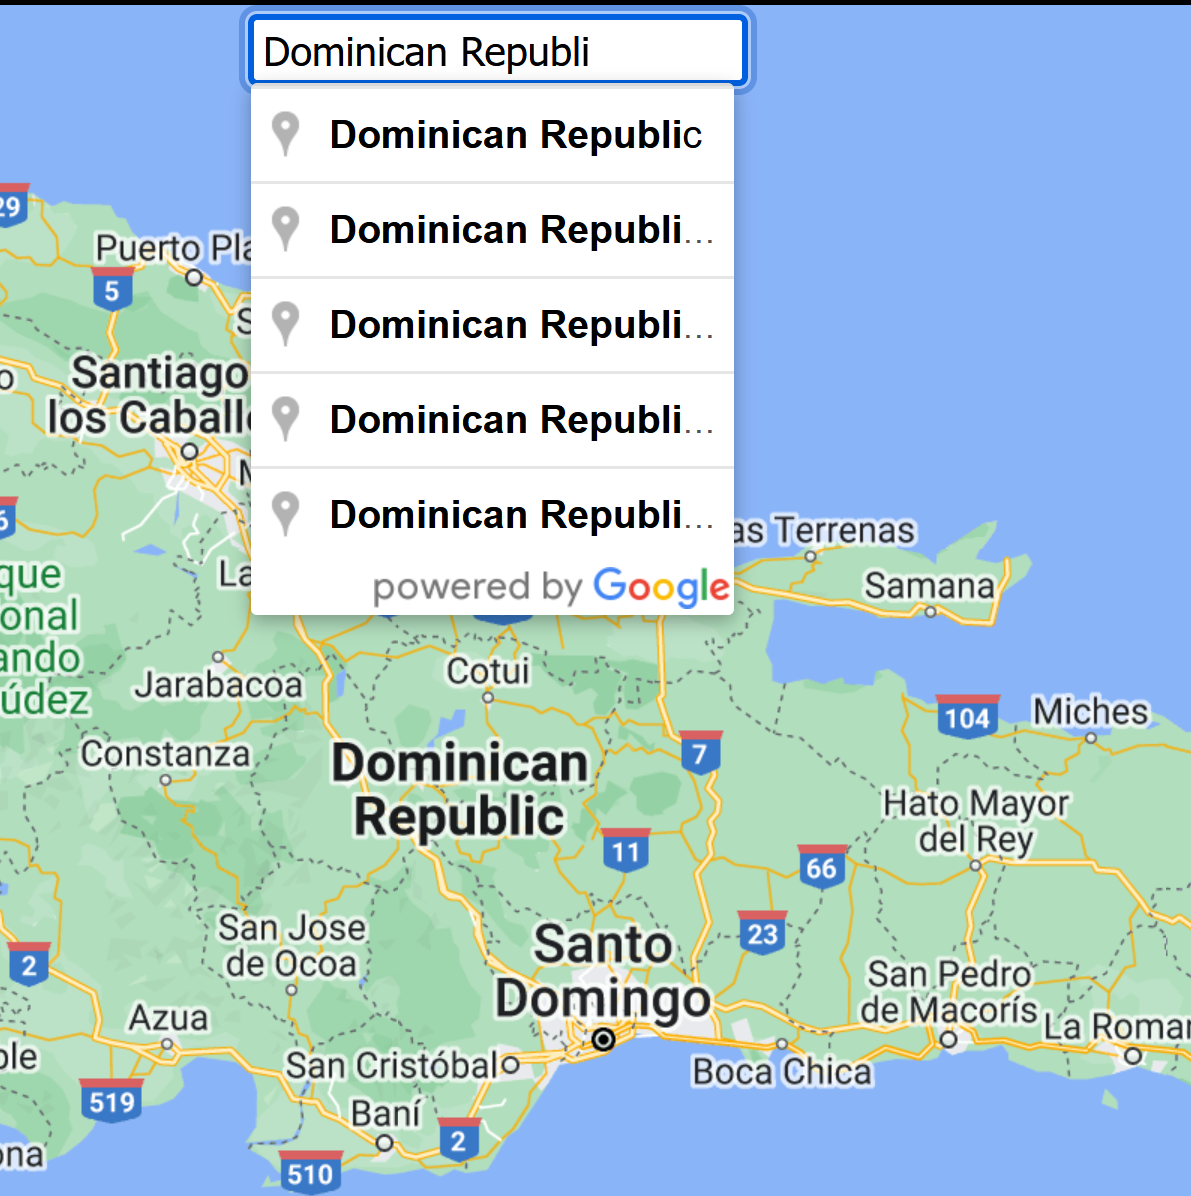 Dominican Republi
Dominican Republic
Dominican Republi...
Dominican Republi...
Dominican Republi...
Dominican Republi...
powered by Google
29
Puerto Pla
5
S
Santiago
los Caball
6
as Terrenas
Samana
La
que
onal
ando
údez
Jarabacoa
Cotui
104
Miches
Constanza
Dominican
Republic
7
Hato Mayor
del Rey
11
66
San Jose
de Ocoa
Santo
Domingo
23
2
San Pedro
de Macorís
Azua
La Roman
ole
San Cristóbal
Boca Chica
519
Baní
2
ona
510